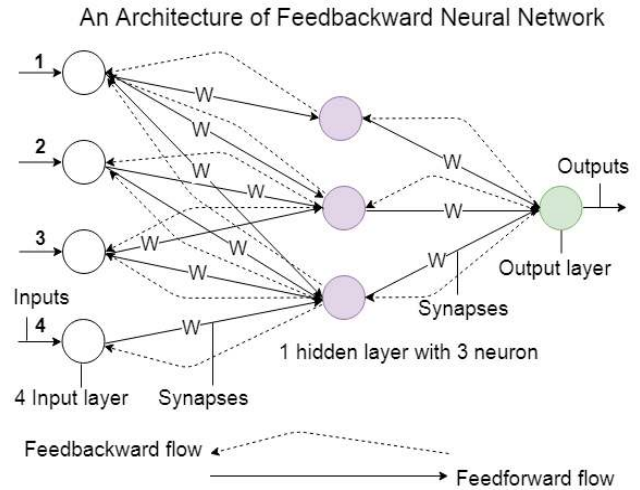 An Architecture of Feedbackward Neural Network
1
W
W
2
W
W
W
Outputs
3
W
W
W
W
W
Output layer
Inputs
Synapses
4
W
1 hidden layer with 3 neuron
4 Input layer
Synapses
Feedbackward flow
Feedforward flow